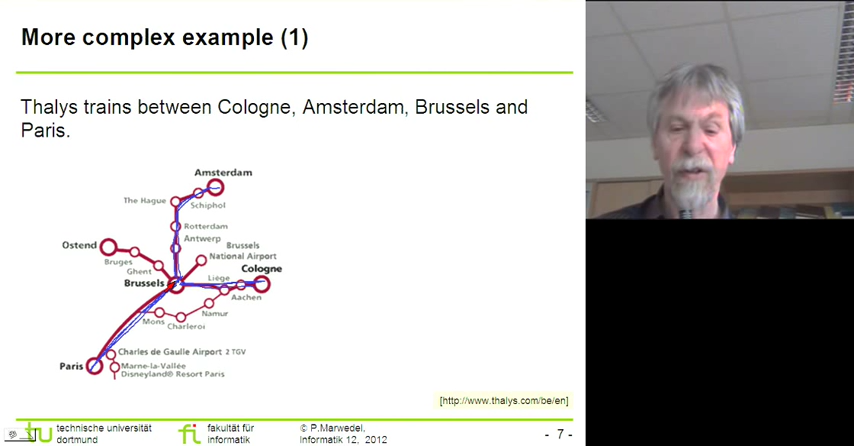 More complex example (1)
Thalys trains between Cologne, Amsterdam, Brussels and
Paris.
Amsterdam
The Hague
Schiphol
Rotterdam
Antwerp
Brussels
National Airport
Ostend
Bruges
Ghent
Cologne
Liège
Brussels
Aachen
Namur
Mons
Charleroi
Charles de Gaulle Airport 2 TGV
Paris
Marne-la-Vallée
Disneyland® Resort Paris
[http://www.thalys.com/be/en]
tu
technische universität
dortmund
fi
fakultät für
informatik
© P.Marwedel,
Informatik 12, 2012
- 7 -